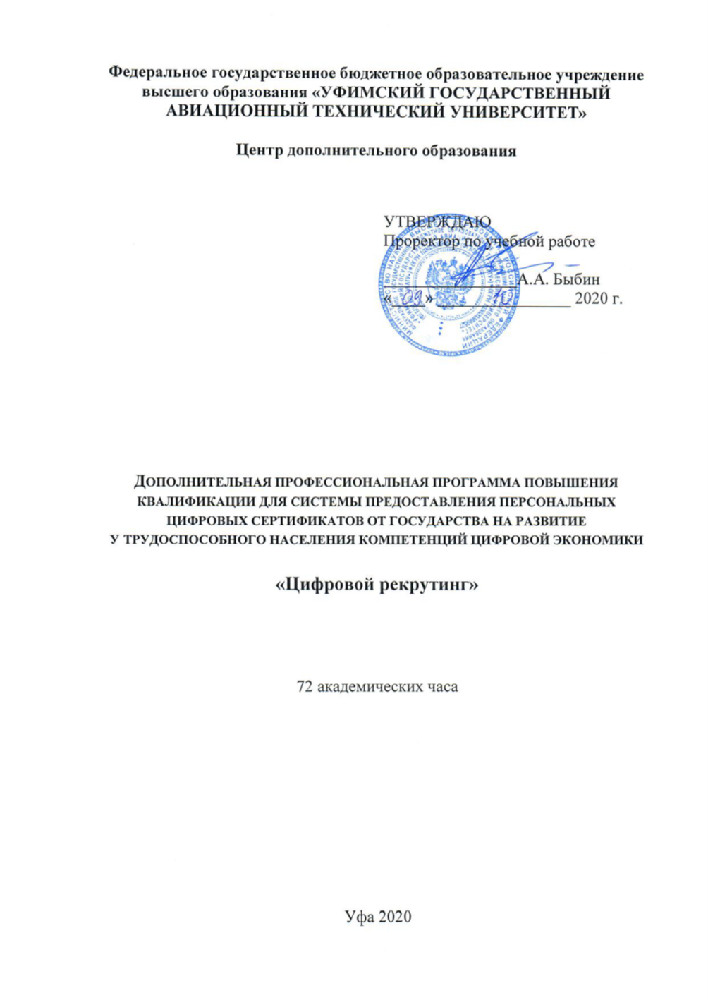 Федеральное государственное бюджетное образовательное учреждение
высшего образования «УФИМСКИЙ ГОСУДАРСТВЕННЫЙ
АВИАЦИОННЫЙ ТЕХНИЧЕСКИЙ УНИВЕРСИТЕТ»
Центр дополнительного образования
УТВЕРЖДАЮ
Проректор по учебной работе
А.А. Быбин
« 09 » 10 2020 г.
ДОПОЛНИТЕЛЬНАЯ ПРОФЕССИОНАЛЬНАЯ ПРОГРАММА ПОВЫШЕНИЯ
КВАЛИФИКАЦИИ ДЛЯ СИСТЕМЫ ПРЕДОСТАВЛЕНИЯ ПЕРСОНАЛЬНЫХ
ЦИФРОВЫХ СЕРТИФИКАТОВ ОТ ГОСУДАРСТВА НА РАЗВИТИЕ
У ТРУДОСПОСОБНОГО НАСЕЛЕНИЯ КОМПЕТЕНЦИЙ ЦИФРОВОЙ ЭКОНОМИКИ
«Цифровой рекрутинг»
72 академических часа
Уфа 2020